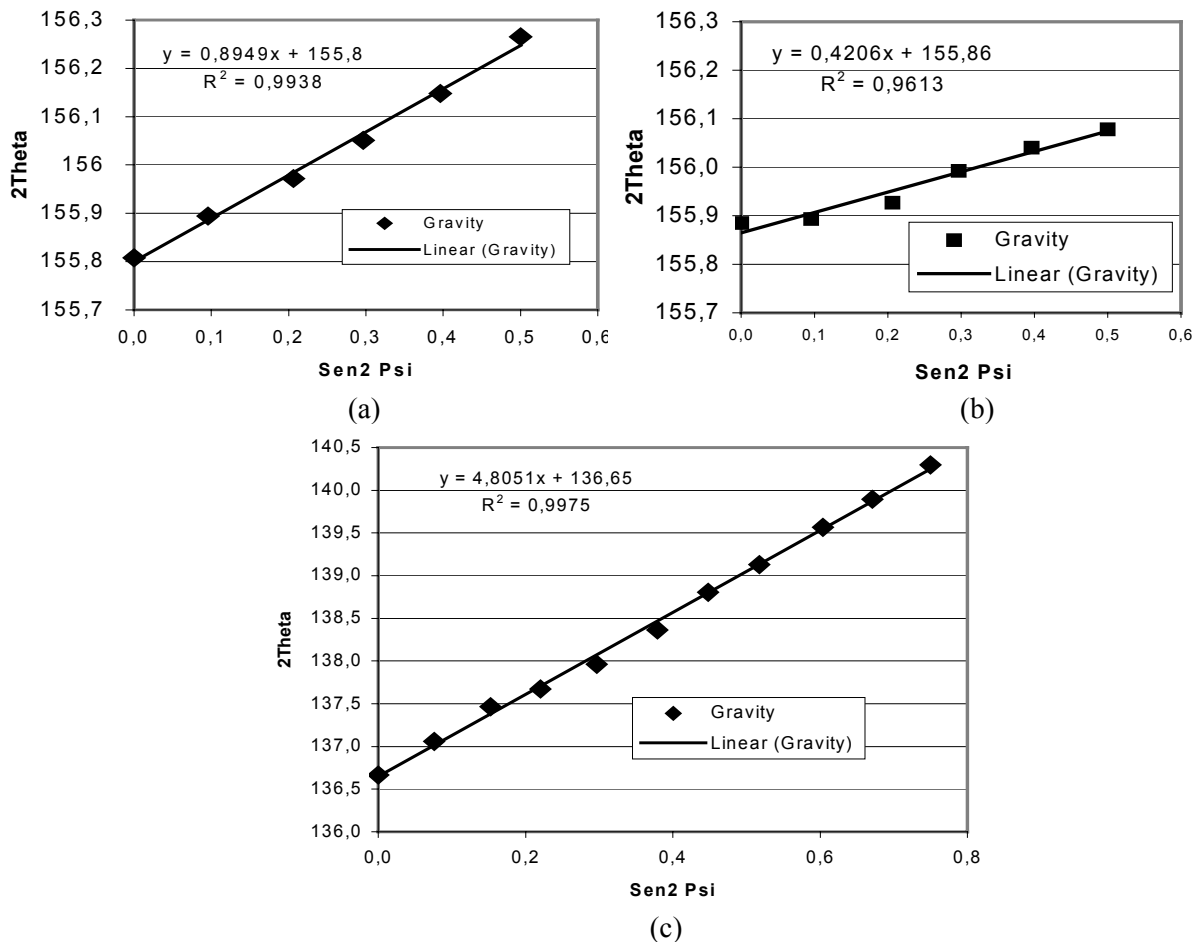 156,3
156,2
156,1
156
155,9
155,8
155,7
2Theta
y = 0,8949x + 155,8
R² = 0,9938
Gravity
Linear (Gravity)
0,0 0,1 0,2 0,3 0,4 0,5 0,6
Sen2 Psi
(a)
156,3
156,2
156,1
156,0
155,9
155,8
155,7
2Theta
y = 0,4206x + 155,86
R² = 0,9613
Gravity
Linear (Gravity)
0,0 0,1 0,2 0,3 0,4 0,5 0,6
Sen2 Psi
(b)
140,5
140,0
139,5
139,0
138,5
138,0
137,5
137,0
136,5
136,0
2Theta
y = 4,8051x + 136,65
R² = 0,9975
Gravity
Linear (Gravity)
0,0 0,2 0,4 0,6 0,8
Sen2 Psi
(c)